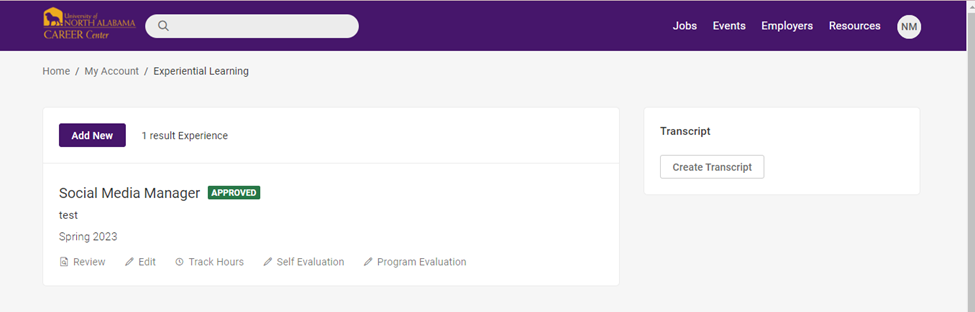 University of
NORTH ALABAMA
CAREER Center
Jobs Events Employers Resources NM
Home / My Account / Experiential Learning
Add New 1 result Experience
Transcript
Create Transcript
Social Media Manager APPROVED
test
Spring 2023
Review Edit Track Hours Self Evaluation Program Evaluation